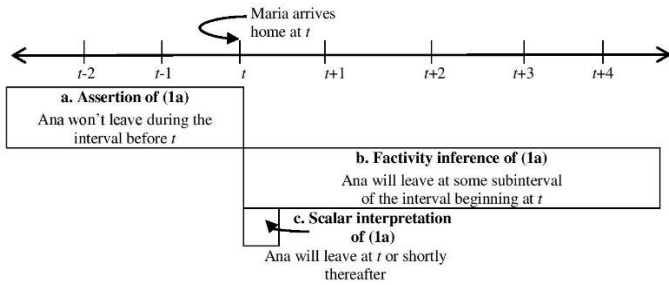 Maria arrives
home at t
t-2 t-1 t t+1 t+2 t+3 t+4
a. Assertion of (1a)
Ana won't leave during the
interval before t
b. Factivity inference of (1a)
Ana will leave at some subinterval
of the interval beginning at t
c. Scalar interpretation
of (1a)
Ana will leave at t or shortly
thereafter